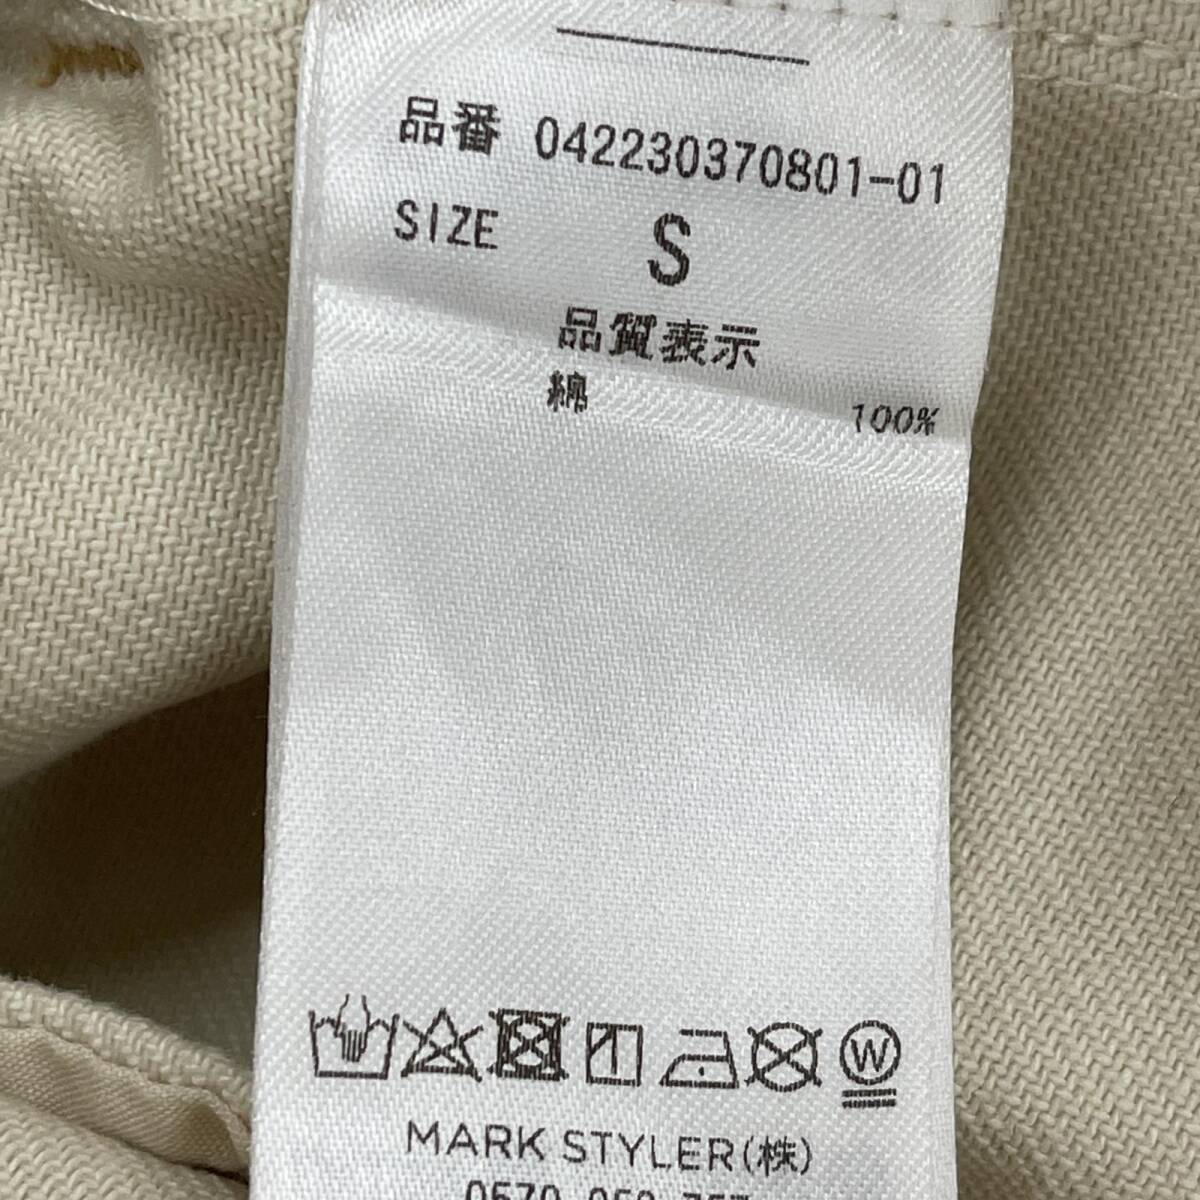 品番 042230370801-01
SIZE S
品質表示
綿 100%
W
MARK STYLER(株)